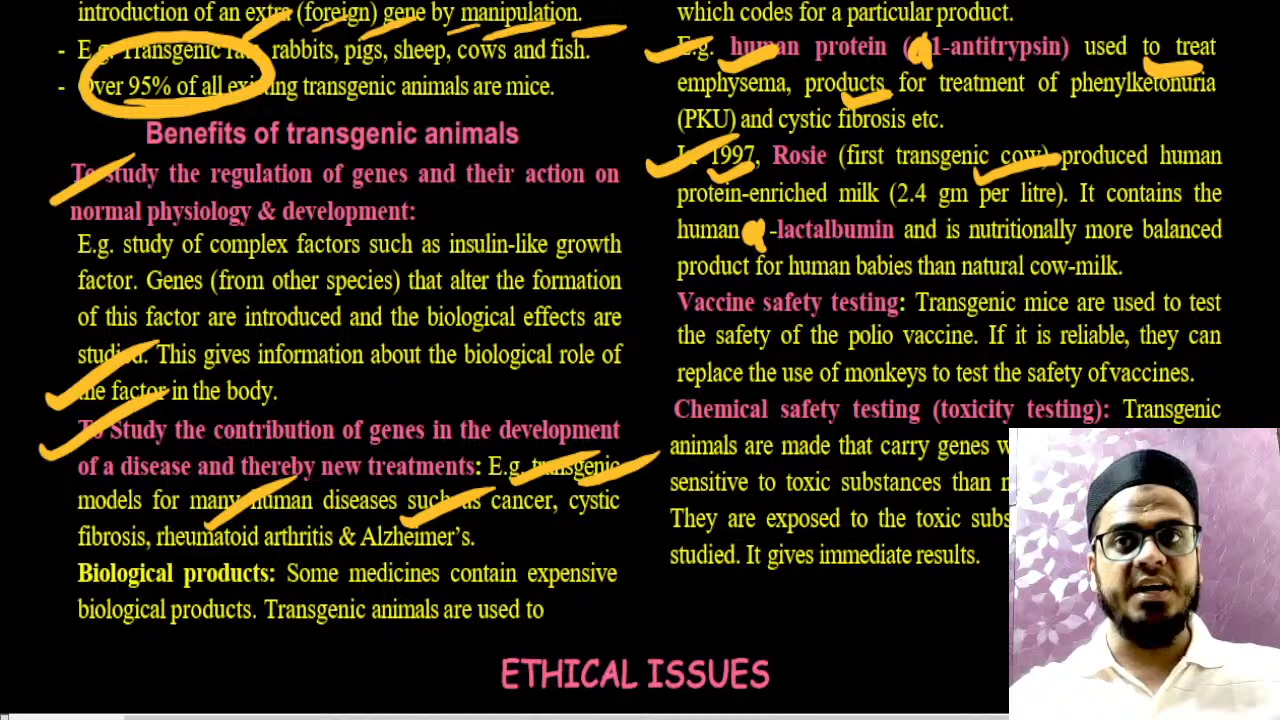 introduction of an extra (foreign) gene by manipulation.
- E.g. Transgenic rats, rabbits, pigs, sheep, cows and fish.
- Over 95% of all existing transgenic animals are mice.
Benefits of transgenic animals
To study the regulation of genes and their action on
normal physiology & development:
E.g. study of complex factors such as insulin-like growth
factor. Genes (from other species) that alter the formation
of this factor are introduced and the biological effects are
studied. This gives information about the biological role of
the factor in the body.
To Study the contribution of genes in the development
of a disease and thereby new treatments: E.g. transgenic
models for many human diseases such as cancer, cystic
fibrosis, rheumatoid arthritis & Alzheimer's.
Biological products: Some medicines contain expensive
biological products. Transgenic animals are used to
which codes for a particular product.
E.g. human protein (α1-antitrypsin) used to treat
emphysema, products for treatment of phenylketonuria
(PKU) and cystic fibrosis etc.
In 1997, Rosie (first transgenic cow) produced human
protein-enriched milk (2.4 gm per litre). It contains the
human α-lactalbumin and is nutritionally more balanced
product for human babies than natural cow-milk.
Vaccine safety testing: Transgenic mice are used to test
the safety of the polio vaccine. If it is reliable, they can
replace the use of monkeys to test the safety of vaccines.
Chemical safety testing (toxicity testing): Transgenic
animals are made that carry genes
sensitive to toxic substances than
They are exposed to the toxic
studied. It gives immediate results.
ETHICAL ISSUES